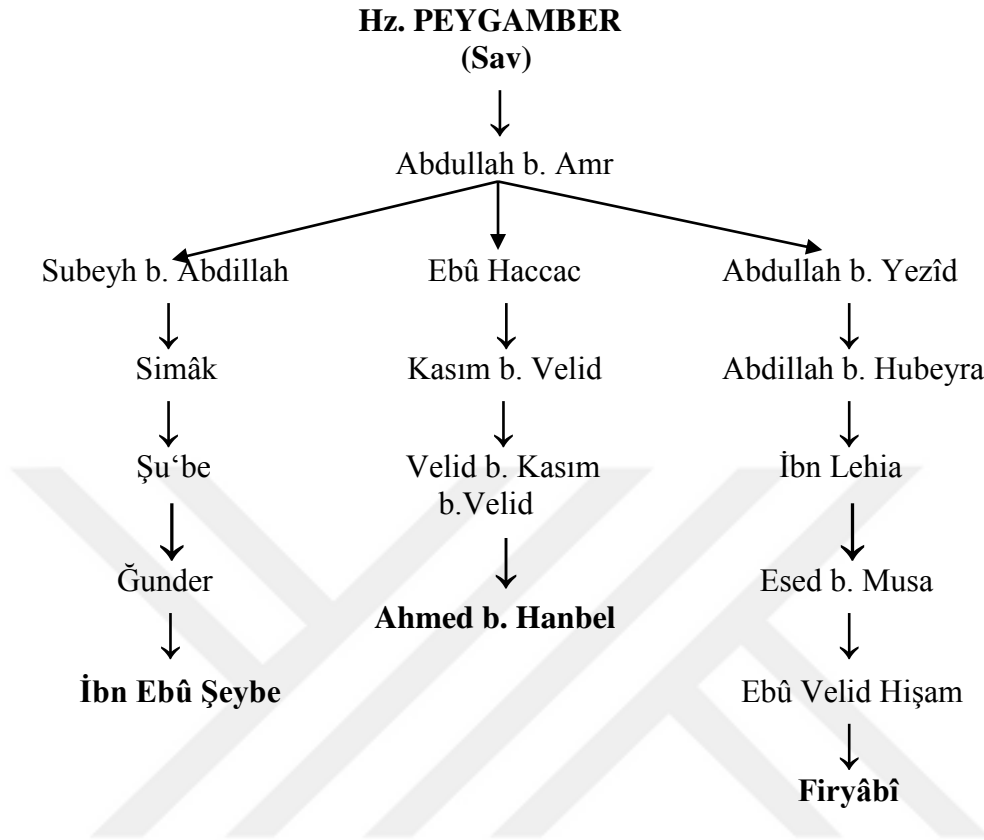 Hz. PEYGAMBER
(Sav)
Abdullah b. Amr
Subeyh b. Abdillah
Ebû Haccac
Abdullah b. Yezîd
Simâk
Kasım b. Velid
Abdillah b. Hubeyra
Şu‘be
Velid b. Kasım
b.Velid
İbn Lehia
Ğunder
Esed b. Musa
Ahmed b. Hanbel
İbn Ebû Şeybe
Ebû Velid Hişam
Firyâbî